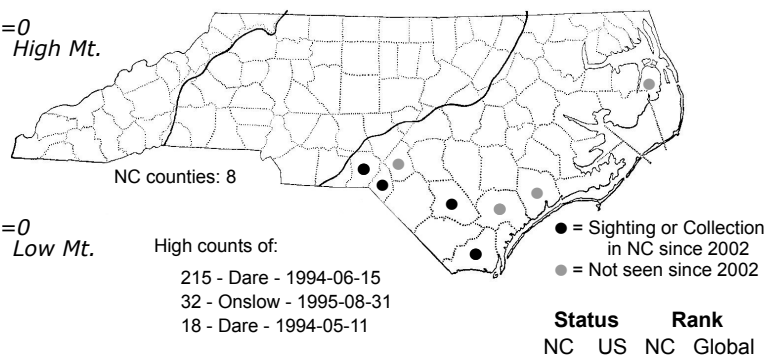 =0
High Mt.
NC counties: 8
=0
Low Mt.
High counts of:
215 - Dare - 1994-06-15
32 - Onslow - 1995-08-31
18 - Dare - 1994-05-11
= Sighting or Collection
in NC since 2002
= Not seen since 2002
Status Rank
NC US NC Global